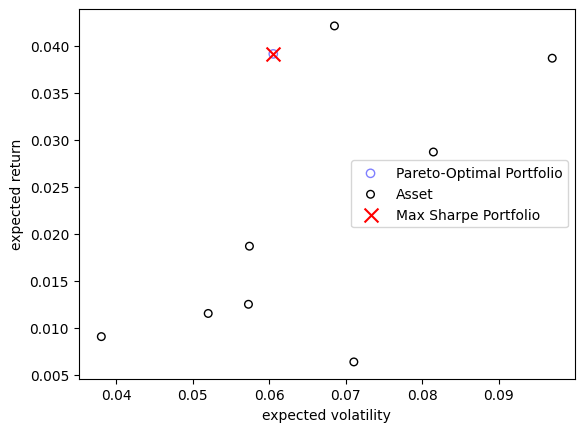 0.040
0.035
0.030
0.025
0.020
0.015
0.010
0.005
expected return
Pareto-Optimal Portfolio
Asset
Max Sharpe Portfolio
0.04 0.05 0.06 0.07 0.08 0.09
expected volatility